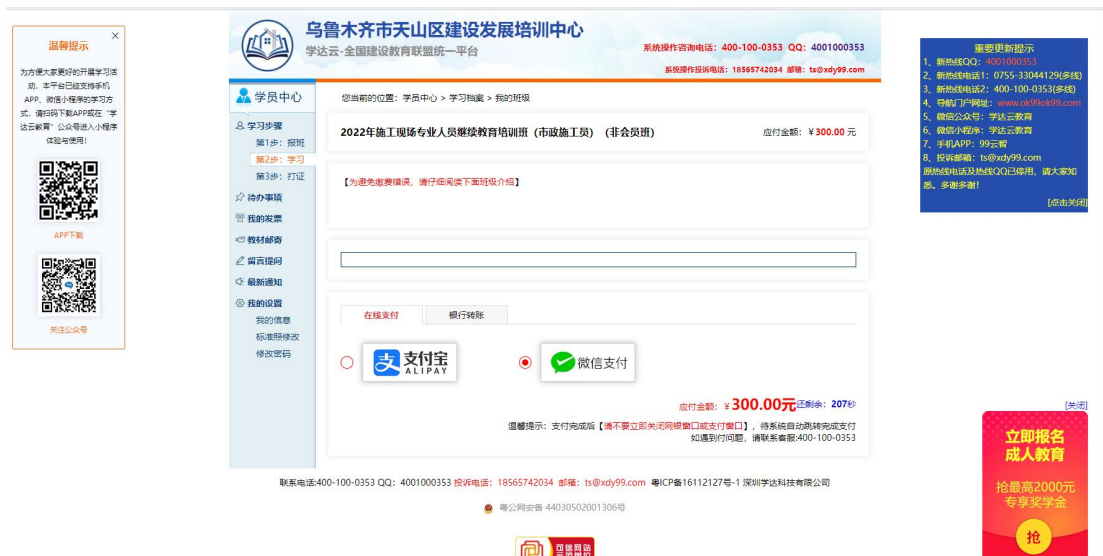 温馨提示
×
为方便大家更好的开展学习活
动，本平台已经支持手机
APP、微信小程序的学习方
式，请扫码下载APP或在“学
达云教育”公众号进入小程序
体验与使用！
APP下载
关注公众号
乌鲁木齐市天山区建设发展培训中心
学达云-全国建设教育联盟统一平台
系统操作咨询电话：400-100-0353 QQ：4001000353
系统操作投诉电话：18565742034 邮箱：ts@xdy99.com
学员中心
学习步骤
第1步：报班
第2步：学习
第3步：打证
待办事项
我的发票
教材邮寄
留言提问
最新通知
我的设置
我的信息
标准照修改
修改密码
您当前的位置：学员中心 > 学习档案 > 我的班级
2022年施工现场专业人员继续教育培训班（市政施工员）（非会员班）
应付金额：￥300.00 元
【为避免缴费错误，请仔细阅读下面班级介绍】
在线支付
银行转账
支付宝
ALIPAY
微信支付
应付金额：￥300.00元还剩余：207秒
温馨提示：支付完成后【请不要立即关闭网银窗口或支付窗口】，待系统自动跳转完成支付
如遇到付问题，请联系客服:400-100-0353
联系电话:400-100-0353 QQ：4001000353 投诉电话：18565742034 邮箱：ts@xdy99.com 粤ICP备16112127号-1 深圳学达科技有限公司
粤公网安备 44030502001306号
可信网站
重要更新提示
1、新热线QQ：4001000353
2、新热线电话1：0755-33044129(多线)
3、新热线电话2：400-100-0353(多线)
4、导航门户网址：www.ok99ok99.com
5、微信公众号：学达云教育
6、微信小程序：学达云教育
7、手机APP：99云智
8、投诉邮箱：ts@xdy99.com
原热线电话及热线QQ已停用，请大家知
悉。多谢多谢！
[点击关闭]
[关闭]
立即报名
成人教育
抢最高2000元
专享奖学金
抢